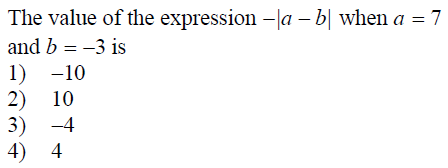 The value of the expression −|a − b| when a = 7
and b = −3 is
1) −10
2) 10
3) −4
4) 4